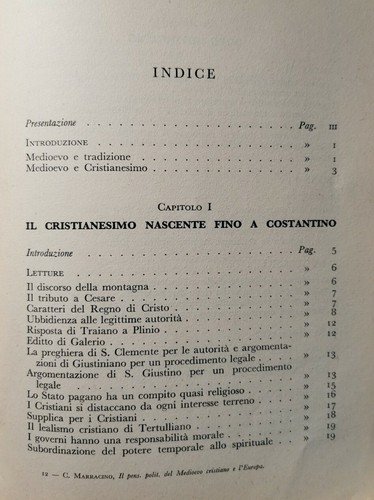 INDICE
Presentazione . . . . . . . . . . . . Pag. III
INTRODUZIONE . . . . . . . . . . . . » 1
Medioevo e tradizione . . . . . . . . . . » 1
Medioevo e Cristianesimo . . . . . . . . . » 3
CAPITOLO I
IL CRISTIANESIMO NASCENTE FINO A COSTANTINO
Introduzione . . . . . . . . . . . . Pag. 5
LETTURE . . . . . . . . . . . . . » 6
Il discorso della montagna . . . . . . . . . » 6
Il tributo a Cesare . . . . . . . . . . . » 7
Caratteri del Regno di Cristo . . . . . . . . » 7
Ubbidienza alle legittime autorità . . . . . . . » 8
Risposta di Traiano a Plinio . . . . . . . . » 12
Editto di Galerio . . . . . . . . . . . » 12
La preghiera di S. Clemente per le autorità e argomentazioni
di Giustiniano per un procedimento legale . » 13
Argomentazione di S. Giustino per un procedimento
legale . . . . . . . . . . . . . » 13
Lo Stato pagano ha un compito quasi religioso . . . » 15
I Cristiani si distaccano da ogni interesse terreno . . » 16
Supplica per i Cristiani . . . . . . . . . » 17
Il lealismo cristiano di Tertulliano . . . . . . » 18
I governi hanno una responsabilità morale . . . . » 19
Subordinazione del potere temporale allo spirituale . . » 19
12 — C. MARRACINO, Il pens. polit. del Medioevo cristiano e l'Europa.